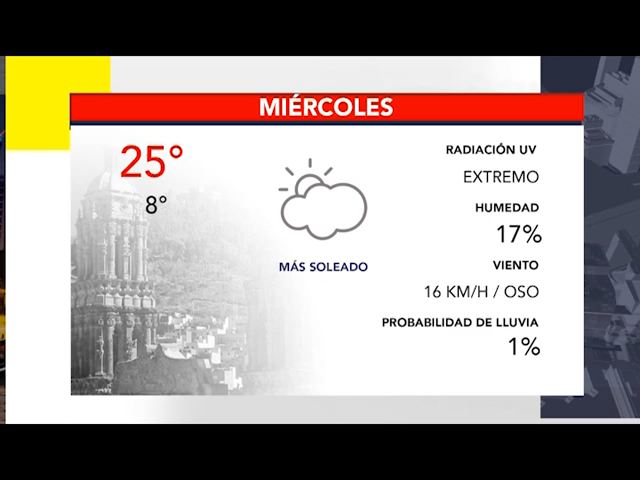 MIÉRCOLES
25°
8°
MÁS SOLEADO
RADIACIÓN UV
EXTREMO
HUMEDAD
17%
VIENTO
16 KM/H / OSO
PROBABILIDAD DE LLUVIA
1%